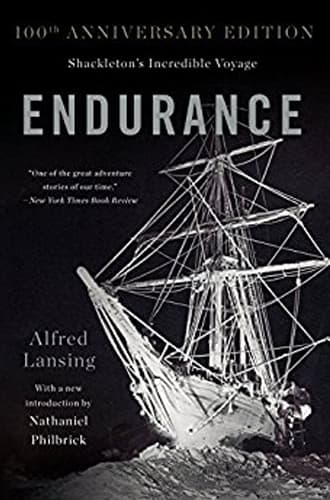 100th ANNIVERSARY EDITION
Shackleton's Incredible Voyage
ENDURANCE
"One of the great adventure
stories of our time."
—New York Times Book Review
Alfred
Lansing
With a new
introduction by
Nathaniel
Philbrick